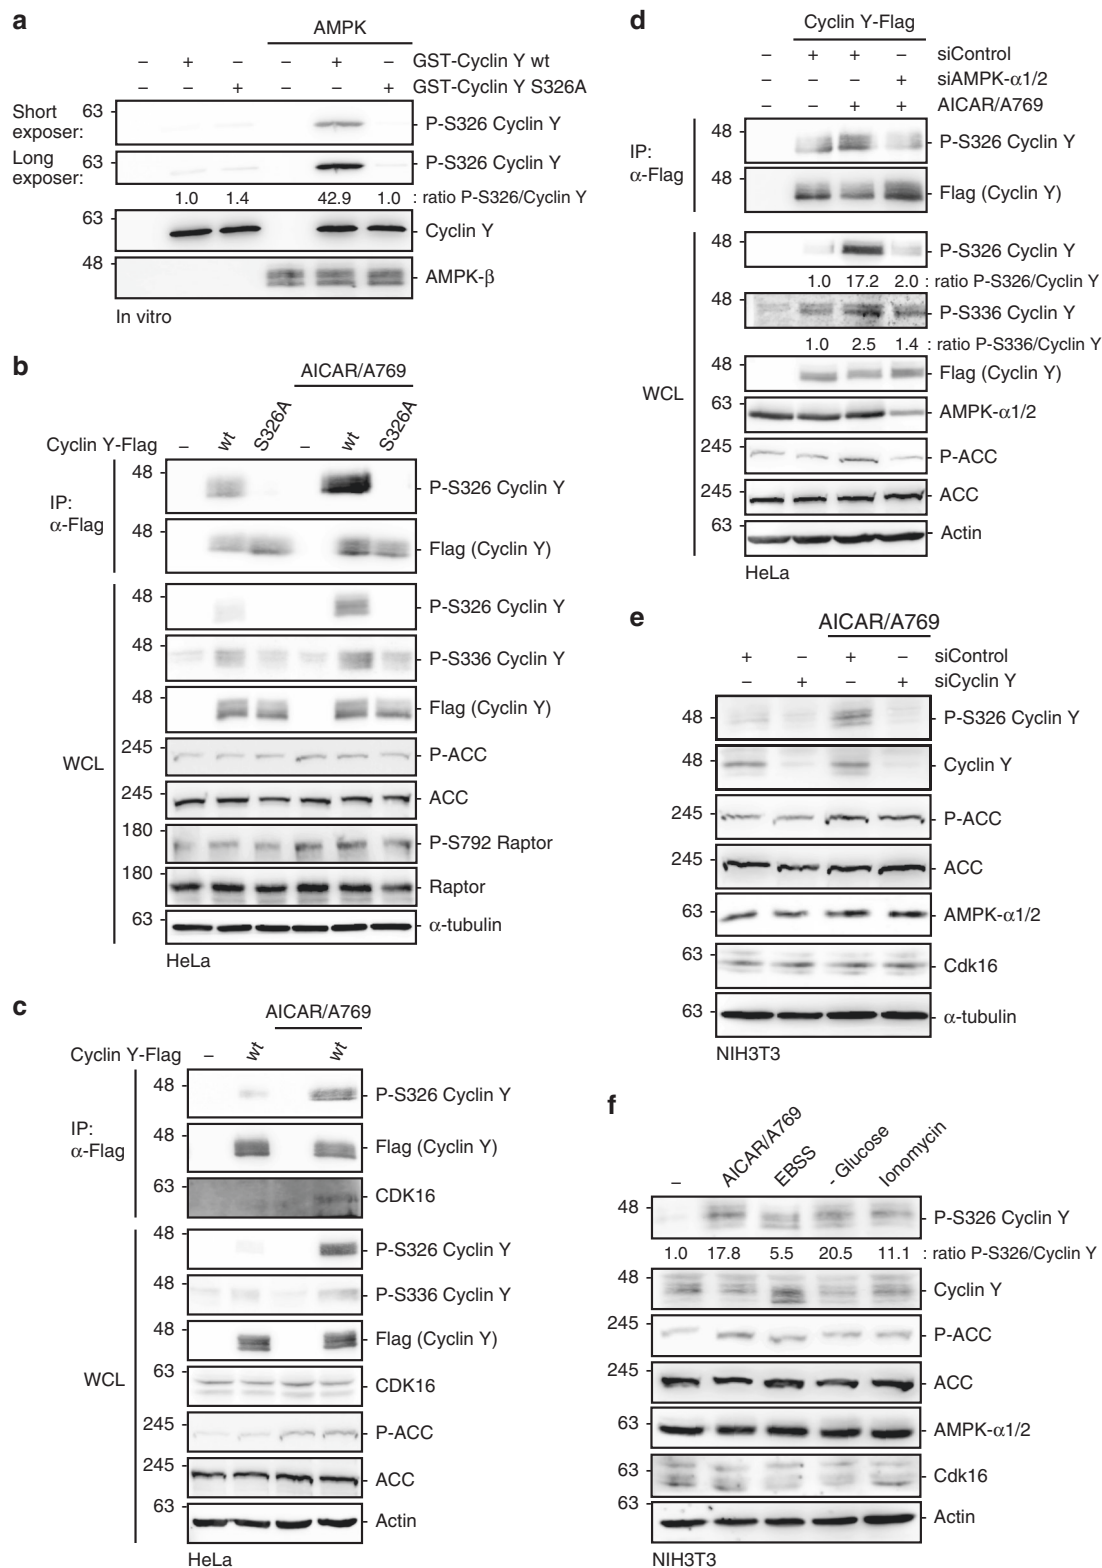 a
AMPK
– + – – + – GST-Cyclin Y wt
– – + – – + GST-Cyclin Y S326A
Short exposer: 63 P-S326 Cyclin Y
Long exposer: 63 P-S326 Cyclin Y
1.0 1.4 42.9 1.0 : ratio P-S326/Cyclin Y
63 Cyclin Y
48 AMPK-β
In vitro
b
AICAR/A769
Cyclin Y-Flag – wt S326A – wt S326A
IP: α-Flag
48 P-S326 Cyclin Y
48 Flag (Cyclin Y)
WCL
48 P-S326 Cyclin Y
48 P-S336 Cyclin Y
48 Flag (Cyclin Y)
245 P-ACC
245 ACC
180 P-S792 Raptor
180 Raptor
63 α-tubulin
HeLa
c
AICAR/A769
Cyclin Y-Flag – wt wt
IP: α-Flag
48 P-S326 Cyclin Y
48 Flag (Cyclin Y)
63 CDK16
WCL
48 P-S326 Cyclin Y
48 P-S336 Cyclin Y
48 Flag (Cyclin Y)
63 CDK16
245 P-ACC
245 ACC
63 Actin
HeLa
d
Cyclin Y-Flag
– + + – siControl
– – – + siAMPK-α1/2
– – + + AICAR/A769
IP: α-Flag
48 P-S326 Cyclin Y
48 Flag (Cyclin Y)
WCL
48 P-S326 Cyclin Y
1.0 17.2 2.0 : ratio P-S326/Cyclin Y
48 P-S336 Cyclin Y
1.0 2.5 1.4 : ratio P-S336/Cyclin Y
48 Flag (Cyclin Y)
63 AMPK-α1/2
245 P-ACC
245 ACC
63 Actin
HeLa
e
AICAR/A769
+ – + – siControl
– + – + siCyclin Y
48 P-S326 Cyclin Y
48 Cyclin Y
245 P-ACC
245 ACC
63 AMPK-α1/2
63 Cdk16
63 α-tubulin
NIH3T3
f
– AICAR/A769 EBSS - Glucose Ionomycin
48 P-S326 Cyclin Y
1.0 17.8 5.5 20.5 11.1 : ratio P-S326/Cyclin Y
48 Cyclin Y
245 P-ACC
245 ACC
63 AMPK-α1/2
63 Cdk16
63 Actin
NIH3T3